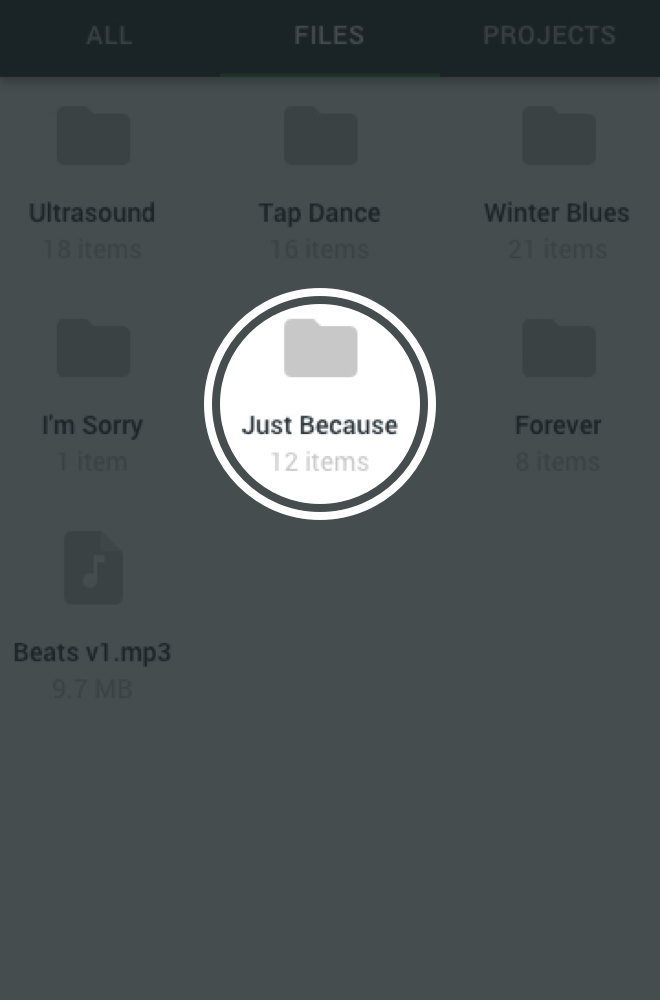 ALL FILES PROJECTS
Ultrasound Tap Dance Winter Blues
18 items 16 items 21 items
I'm Sorry Just Because Forever
1 item 12 items 8 items
Beats v1.mp3
9.7 MB